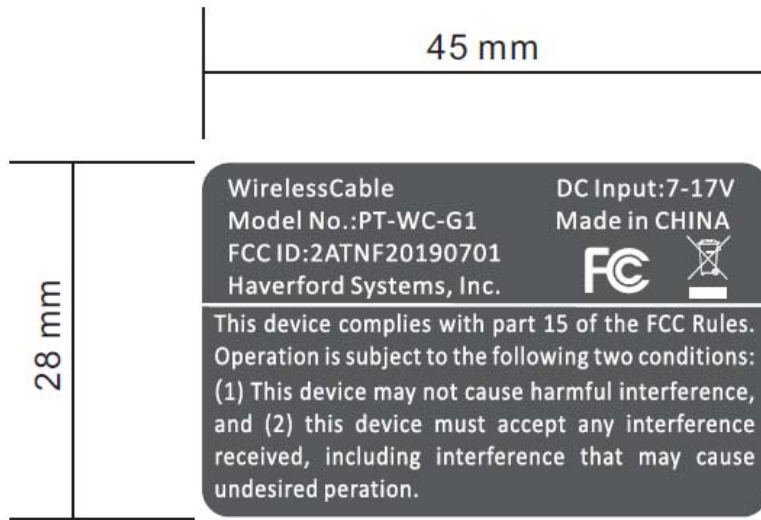 45 mm
28 mm
WirelessCable DC Input:7-17V
Model No.:PT-WC-G1 Made in CHINA
FCC ID:2ATNF20190701
Haverford Systems, Inc. FC
This device complies with part 15 of the FCC Rules.
Operation is subject to the following two conditions:
(1) This device may not cause harmful interference,
and (2) this device must accept any interference
received, including interference that may cause
undesired peration.